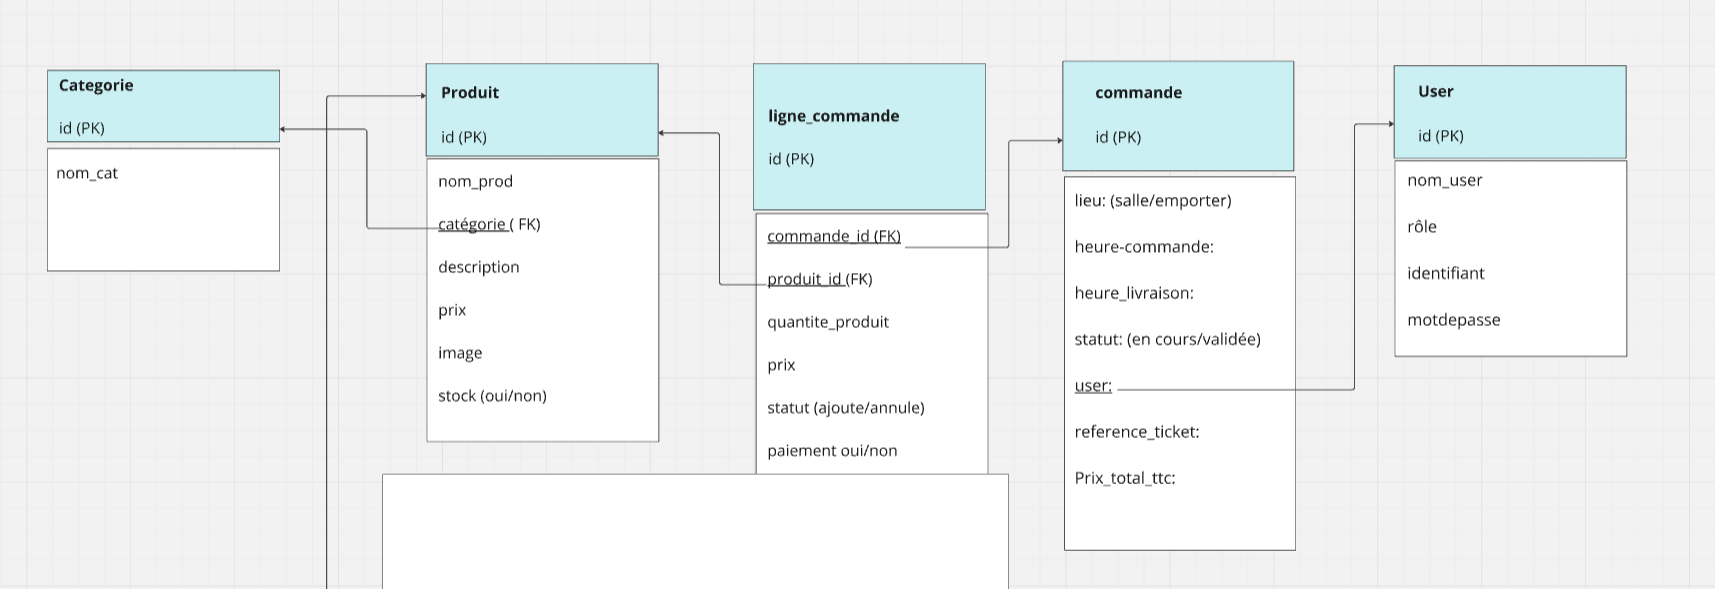 Categorie
id (PK)
nom_cat
Produit
id (PK)
nom_prod
catégorie ( FK)
description
prix
image
stock (oui/non)
ligne_commande
id (PK)
commande_id (FK)
produit_id (FK)
quantite_produit
prix
statut (ajoute/annule)
paiement oui/non
commande
id (PK)
lieu: (salle/emporter)
heure-commande:
heure_livraison:
statut: (en cours/validée)
user:
reference_ticket:
Prix_total_ttc:
User
id (PK)
nom_user
rôle
identifiant
motdepasse